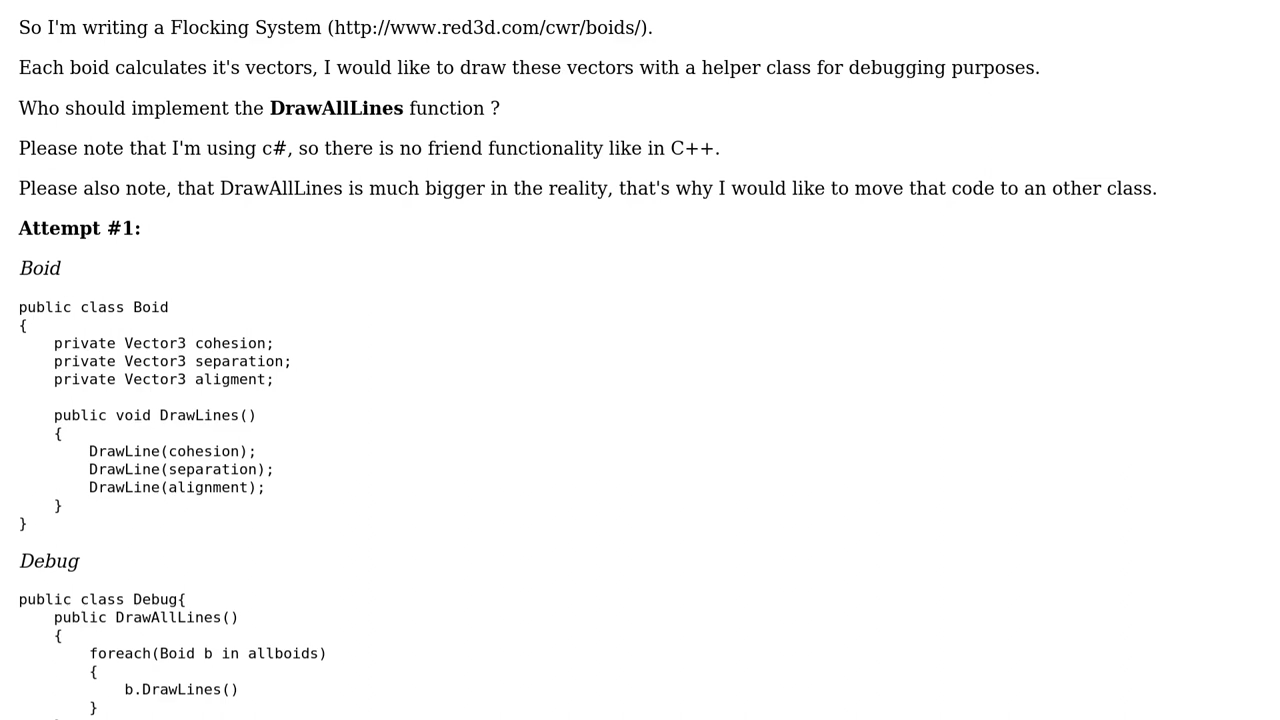 So I'm writing a Flocking System (http://www.red3d.com/cwr/boids/).
Each boid calculates it's vectors, I would like to draw these vectors with a helper class for debugging purposes.
Who should implement the DrawAllLines function ?
Please note that I'm using c#, so there is no friend functionality like in C++.
Please also note, that DrawAllLines is much bigger in the reality, that's why I would like to move that code to an other class.
Attempt #1:
Boid
public class Boid
{
    private Vector3 cohesion;
    private Vector3 separation;
    private Vector3 aligment;

    public void DrawLines()
    {
        DrawLine(cohesion);
        DrawLine(separation);
        DrawLine(alignment);
    }
}
Debug
public class Debug{
    public DrawAllLines()
    {
        foreach(Boid b in allboids)
        {
            b.DrawLines()
        }